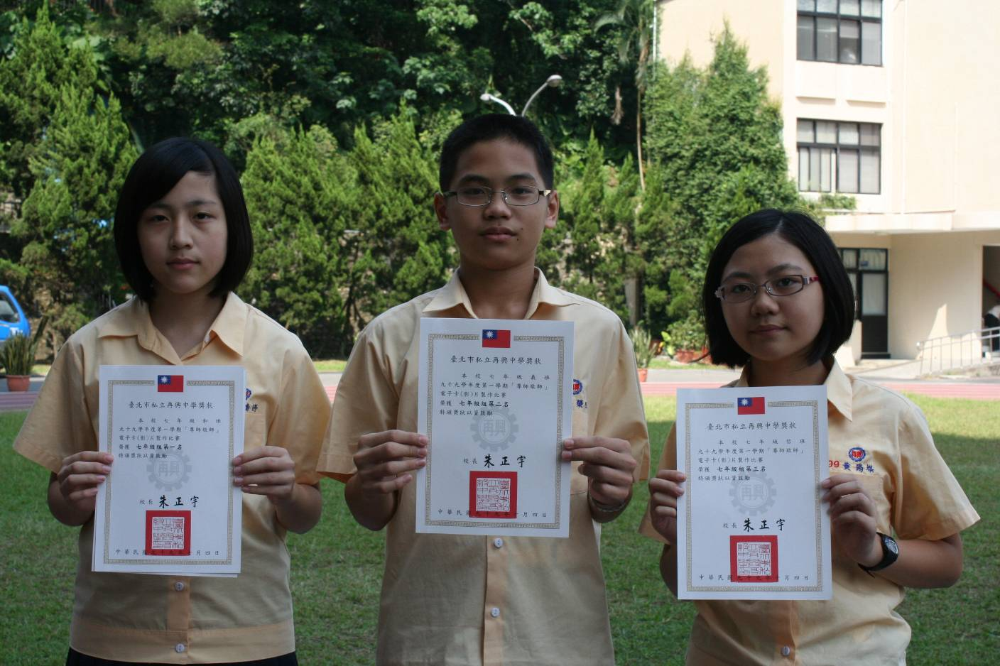 臺北市私立再興中學獎狀
本校七年級和班
九十九學年度第一學期「尊師敬師」
電子卡(影)片製作比賽
榮獲 七年級組第一名
特頒獎狀以資鼓勵
再興
校長 朱正宇
中華民國九十九年十月四日
臺北市私立再興中學獎狀
本校七年級義班
九十九學年度第一學期「尊師敬師」
電子卡(影)片製作比賽
榮獲 七年級組第二名
特頒獎狀以資鼓勵
再興
校長 朱正宇
中華民國九十九年十月四日
臺北市私立再興中學獎狀
本校七年級信班
九十九學年度第一學期「尊師敬師」
電子卡(影)片製作比賽
榮獲 七年級組第三名
特頒獎狀以資鼓勵
再興
校長 朱正宇
中華民國九十九年十月四日
99 黃